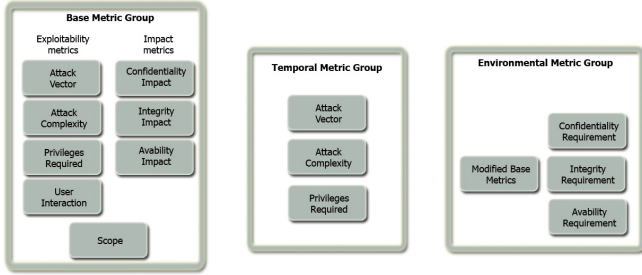 Base Metric Group
Exploitability
metrics
Impact
metrics
Attack
Vector
Confidentiality
Impact
Attack
Complexity
Integrity
Impact
Privileges
Required
Avability
Impact
User
Interaction
Scope
Temporal Metric Group
Attack
Vector
Attack
Complexity
Privileges
Required
Environmental Metric Group
Confidentiality
Requirement
Modified Base
Metrics
Integrity
Requirement
Avability
Requirement